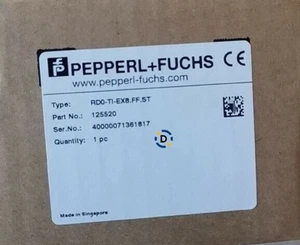 PEPPERL+FUCHS CE
www.pepperl-fuchs.com
Type: RD0-TI-EX8.FF.ST
Part No.: 125520
Ser.No.: 40000071361817
Quantity: 1 pc
D
Made in Singapore